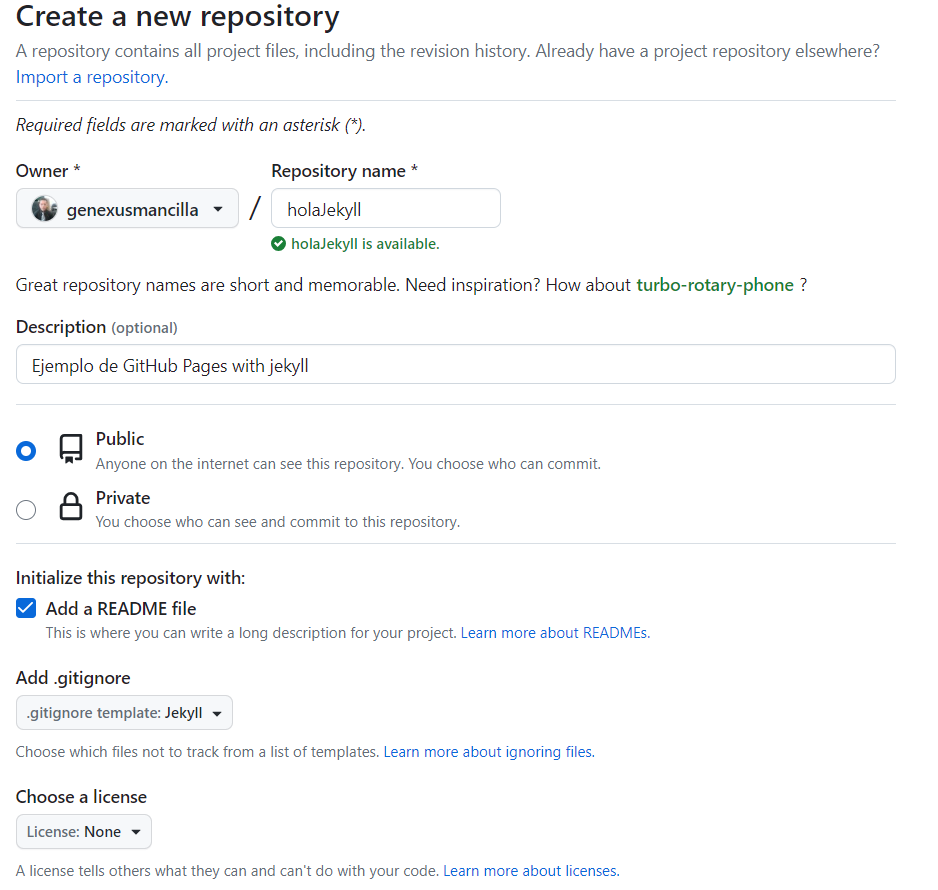 Create a new repository
A repository contains all project files, including the revision history. Already have a project repository elsewhere?
Import a repository.
Required fields are marked with an asterisk (*).
Owner * Repository name *
genexusmancilla / holaJekyll
holaJekyll is available.
Great repository names are short and memorable. Need inspiration? How about turbo-rotary-phone ?
Description (optional)
Ejemplo de GitHub Pages with jekyll
Public
Anyone on the internet can see this repository. You choose who can commit.
Private
You choose who can see and commit to this repository.
Initialize this repository with:
Add a README file
This is where you can write a long description for your project. Learn more about READMEs.
Add .gitignore
.gitignore template: Jekyll
Choose which files not to track from a list of templates. Learn more about ignoring files.
Choose a license
License: None
A license tells others what they can and can't do with your code. Learn more about licenses.